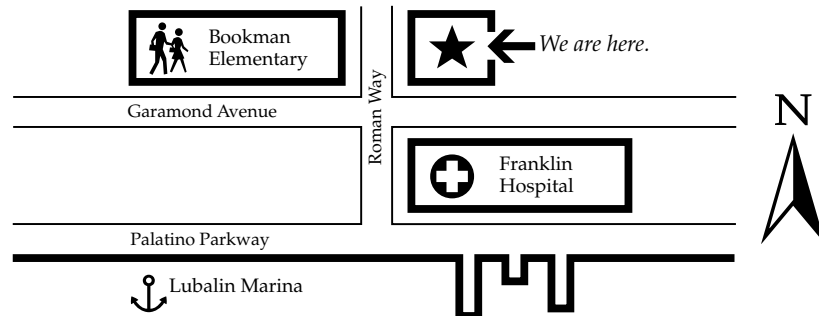 Bookman
Elementary
We are here.
Garamond Avenue
Roman Way
N
Franklin
Hospital
Palatino Parkway
Lubalin Marina